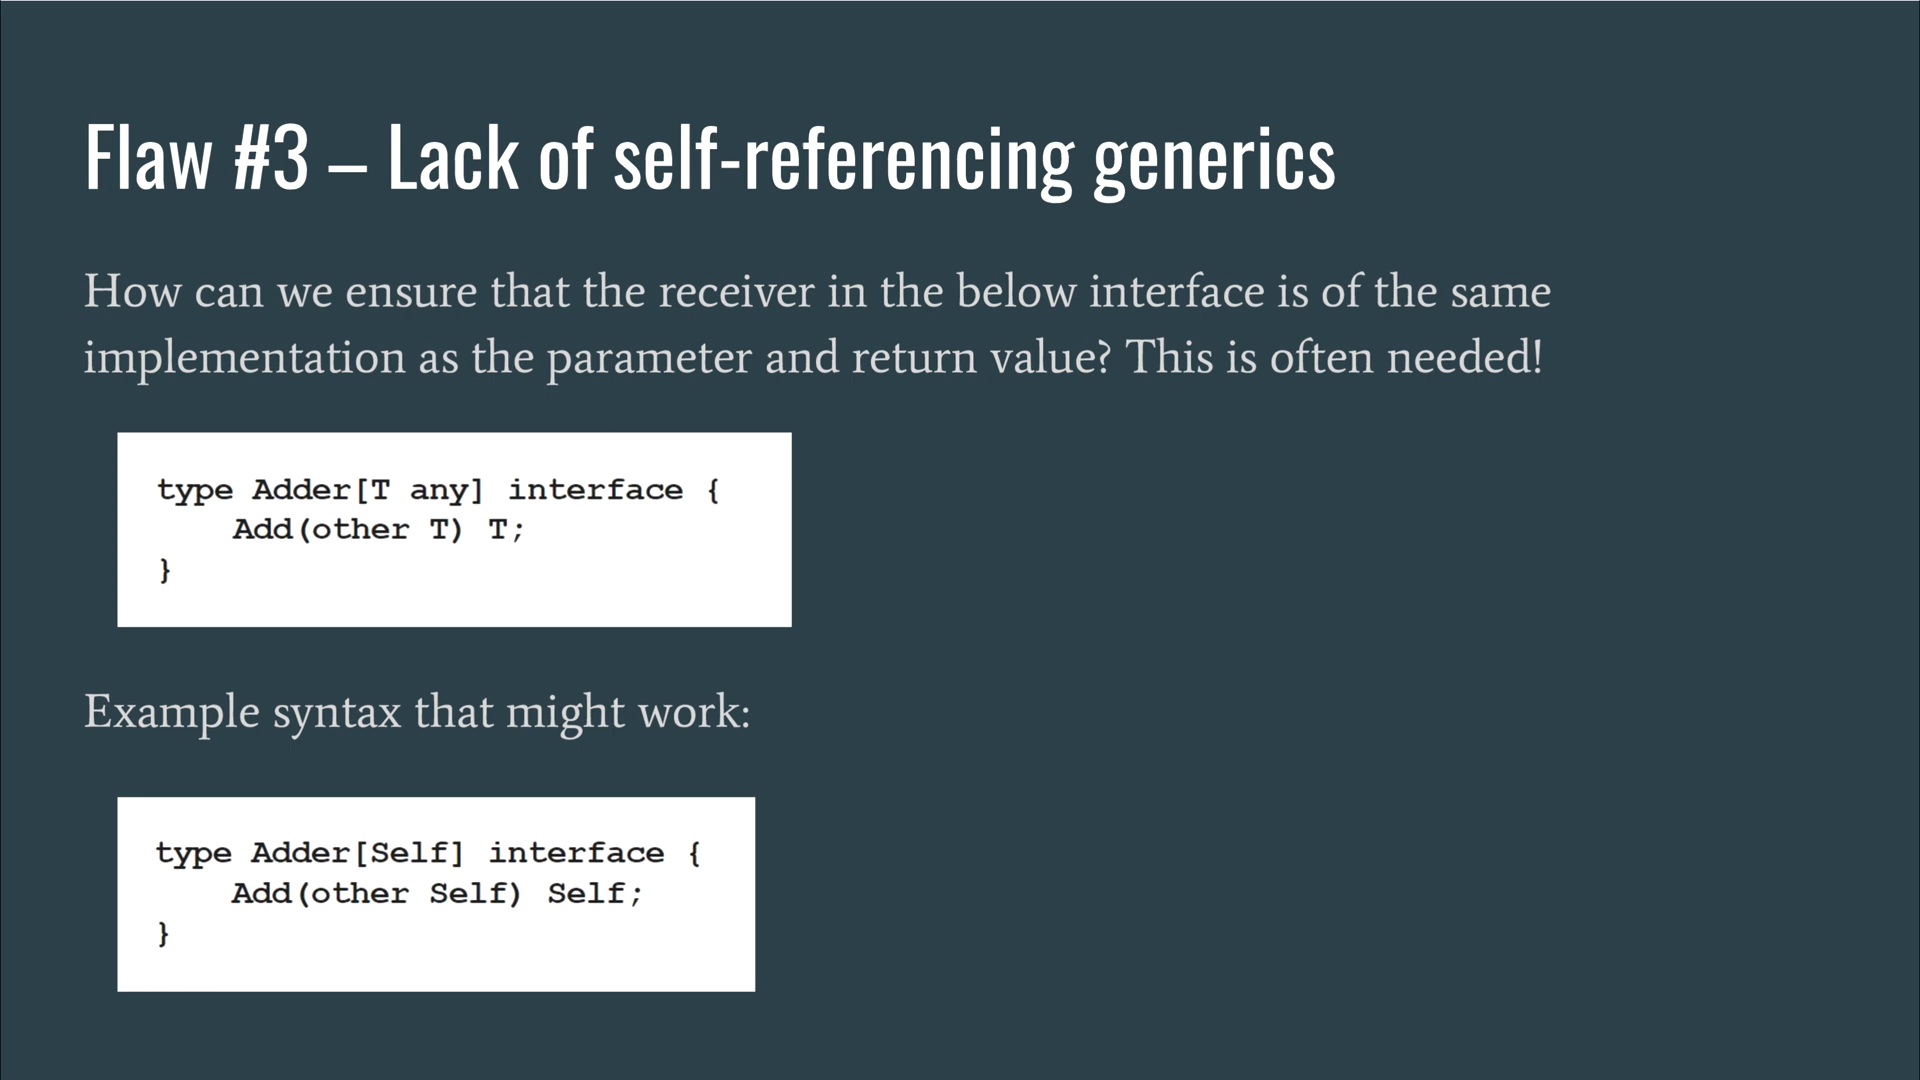 Flaw #3 – Lack of self-referencing generics
How can we ensure that the receiver in the below interface is of the same
implementation as the parameter and return value? This is often needed!
type Adder[T any] interface {
    Add(other T) T;
}
Example syntax that might work:
type Adder[Self] interface {
    Add(other Self) Self;
}